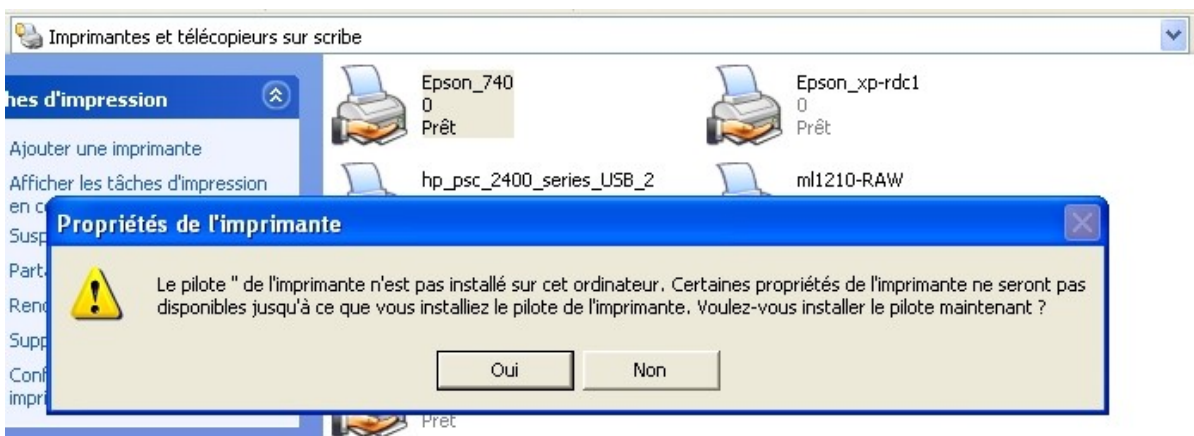 Imprimantes et télécopieurs sur scribe
hes d'impression
Ajouter une imprimante
Afficher les tâches d'impression
en c
Susp
Part
Rend
Supp
Conf
impri
Epson_740
0
Prêt
Epson_xp-rdc1
0
Prêt
hp_psc_2400_series_USB_2
ml1210-RAW
Propriétés de l'imprimante
Le pilote '' de l'imprimante n'est pas installé sur cet ordinateur. Certaines propriétés de l'imprimante ne seront pas
disponibles jusqu'à ce que vous installiez le pilote de l'imprimante. Voulez-vous installer le pilote maintenant ?
Oui
Non
Prêt